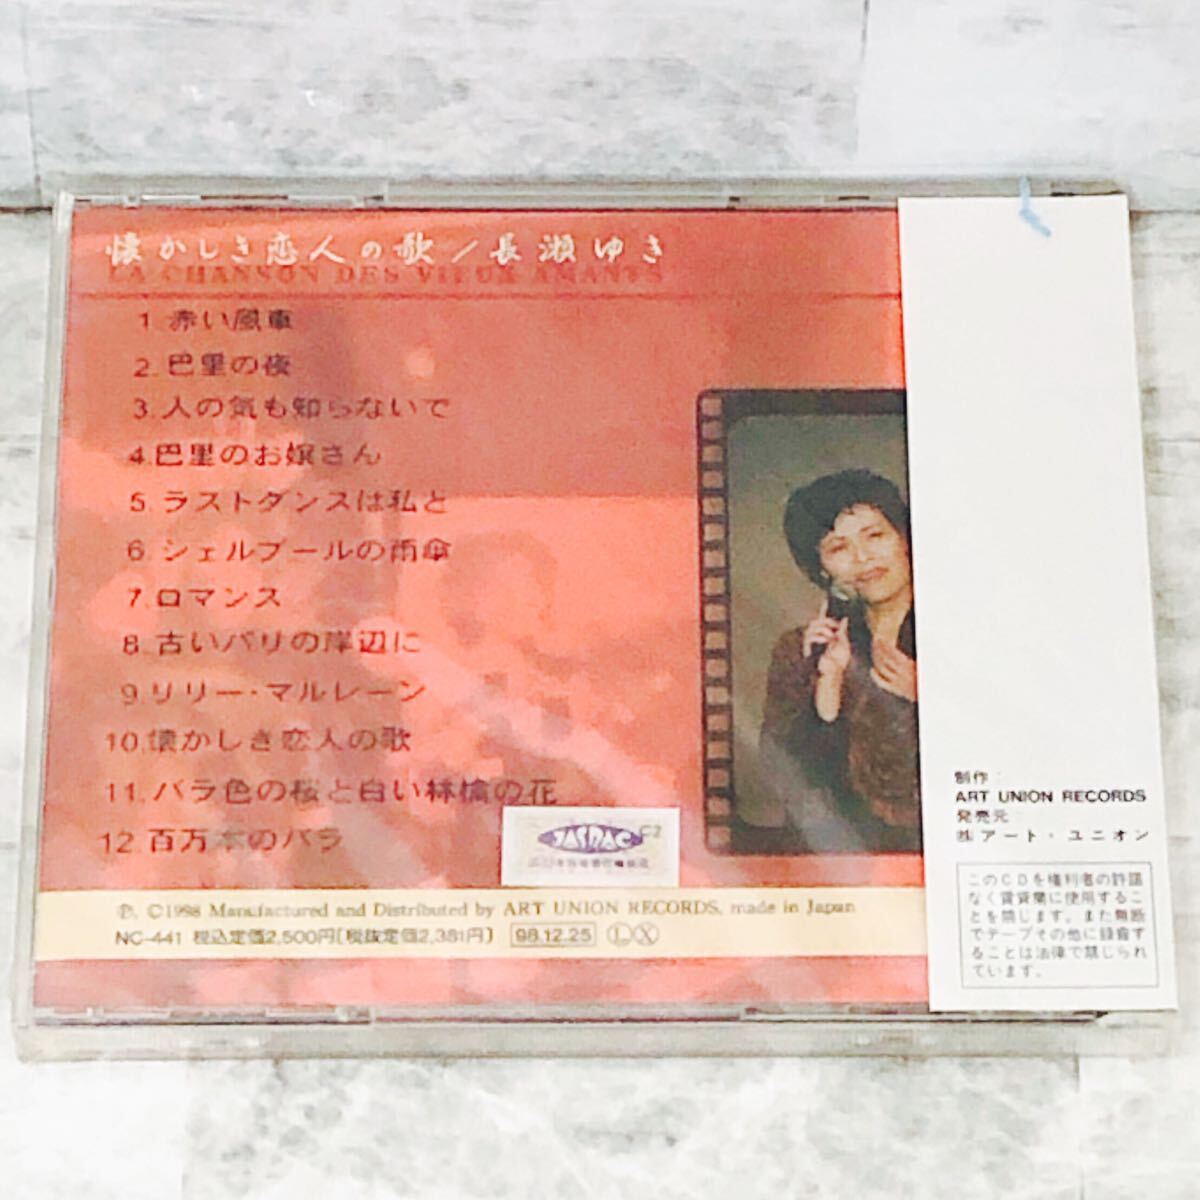 懐かしき恋人の歌／長瀬ゆき
LA CHANSON DES VIEUX AMANTS
1. 赤い風車
2. 巴里の夜
3. 人の気も知らないで
4. 巴里のお嬢さん
5. ラストダンスは私と
6. シェルブールの雨傘
7. ロマンス
8. 古いパリの岸辺に
9. リリー・マルレーン
10. 懐かしき恋人の歌
11. バラ色の桜と白い林檎の花
12. 百万本のバラ
JASRAC
Ⓟ, ©1998 Manufactured and Distributed by ART UNION RECORDS, made in Japan
NC-441 税込定価2,500円〔税抜定価2,381円〕 98.12.25 Ⓛ Ⓧ
制作：
ART UNION RECORDS
発売元：
㈱アート・ユニオン
このCDを権利者の許諾
なく賃貸業に使用するこ
とを禁じます。また無断
でテープその他に録音す
ることは法律で禁じられ
ています。